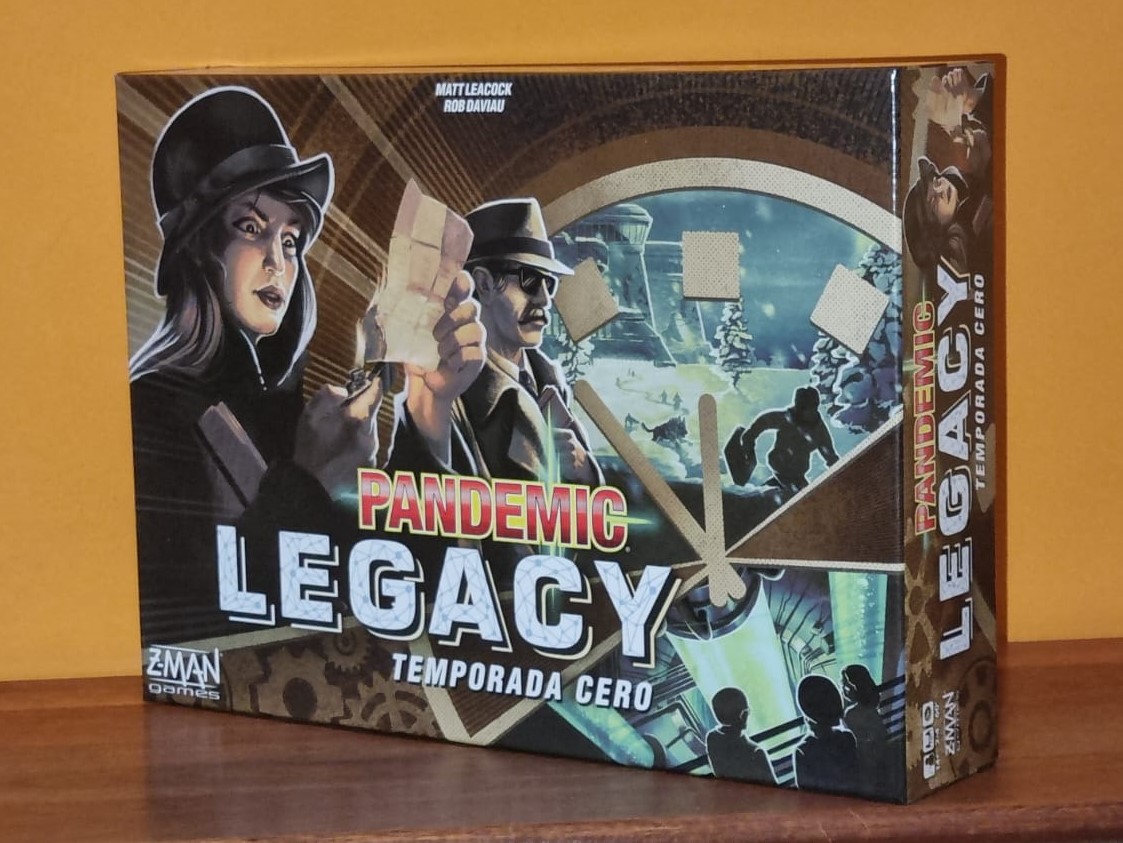 MATT LEACOCK
ROB DAVIAU
PANDEMIC
LEGACY
TEMPORADA CERO
Z-MAN
games
PANDEMIC
LEGACY
TEMPORADA CERO
Z-MAN